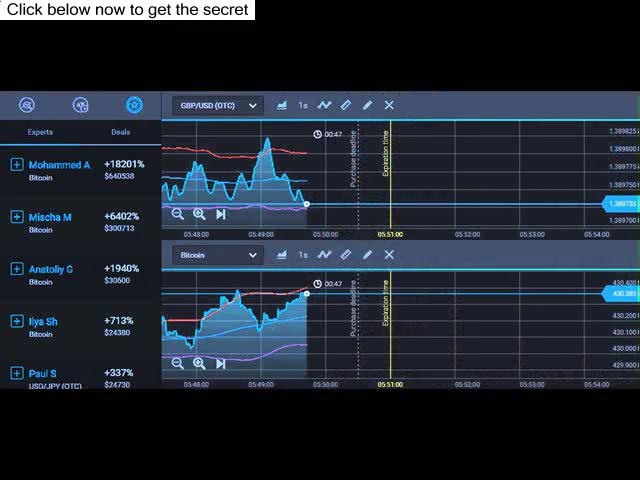 Click below now to get the secret
GBP/USD (OTC)
1s
Experts
Deals
Mohammed A
+18201%
Bitcoin
$640538
Mischa M
+6402%
Bitcoin
$300713
Anatoliy G
+1940%
Bitcoin
$30600
Ilya Sh
+713%
Bitcoin
$24380
Paul S
+337%
USD/JPY (OTC)
$24730
00:47
Purchase deadline
Expiration time
1.389825
1.389800
1.389775
1.389750
1.389735
1.389700
05:48:00
05:49:00
05:50:00
05:51:00
05:52:00
05:53:00
05:54:00
Bitcoin
1s
00:47
Purchase deadline
Expiration time
430.400
430.385
430.200
430.100
430.000
429.900
05:48:00
05:49:00
05:50:00
05:51:00
05:52:00
05:53:00
05:54:00